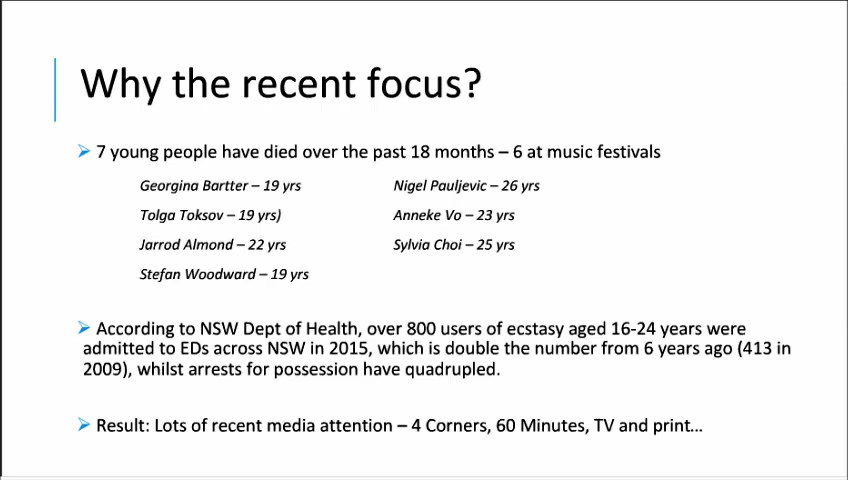 Why the recent focus?
7 young people have died over the past 18 months – 6 at music festivals
Georgina Bartter – 19 yrs
Tolga Toksov – 19 yrs)
Jarrod Almond – 22 yrs
Stefan Woodward – 19 yrs
Nigel Pauljevic – 26 yrs
Anneke Vo – 23 yrs
Sylvia Choi – 25 yrs
According to NSW Dept of Health, over 800 users of ecstasy aged 16-24 years were
admitted to EDs across NSW in 2015, which is double the number from 6 years ago (413 in
2009), whilst arrests for possession have quadrupled.
Result: Lots of recent media attention – 4 Corners, 60 Minutes, TV and print...